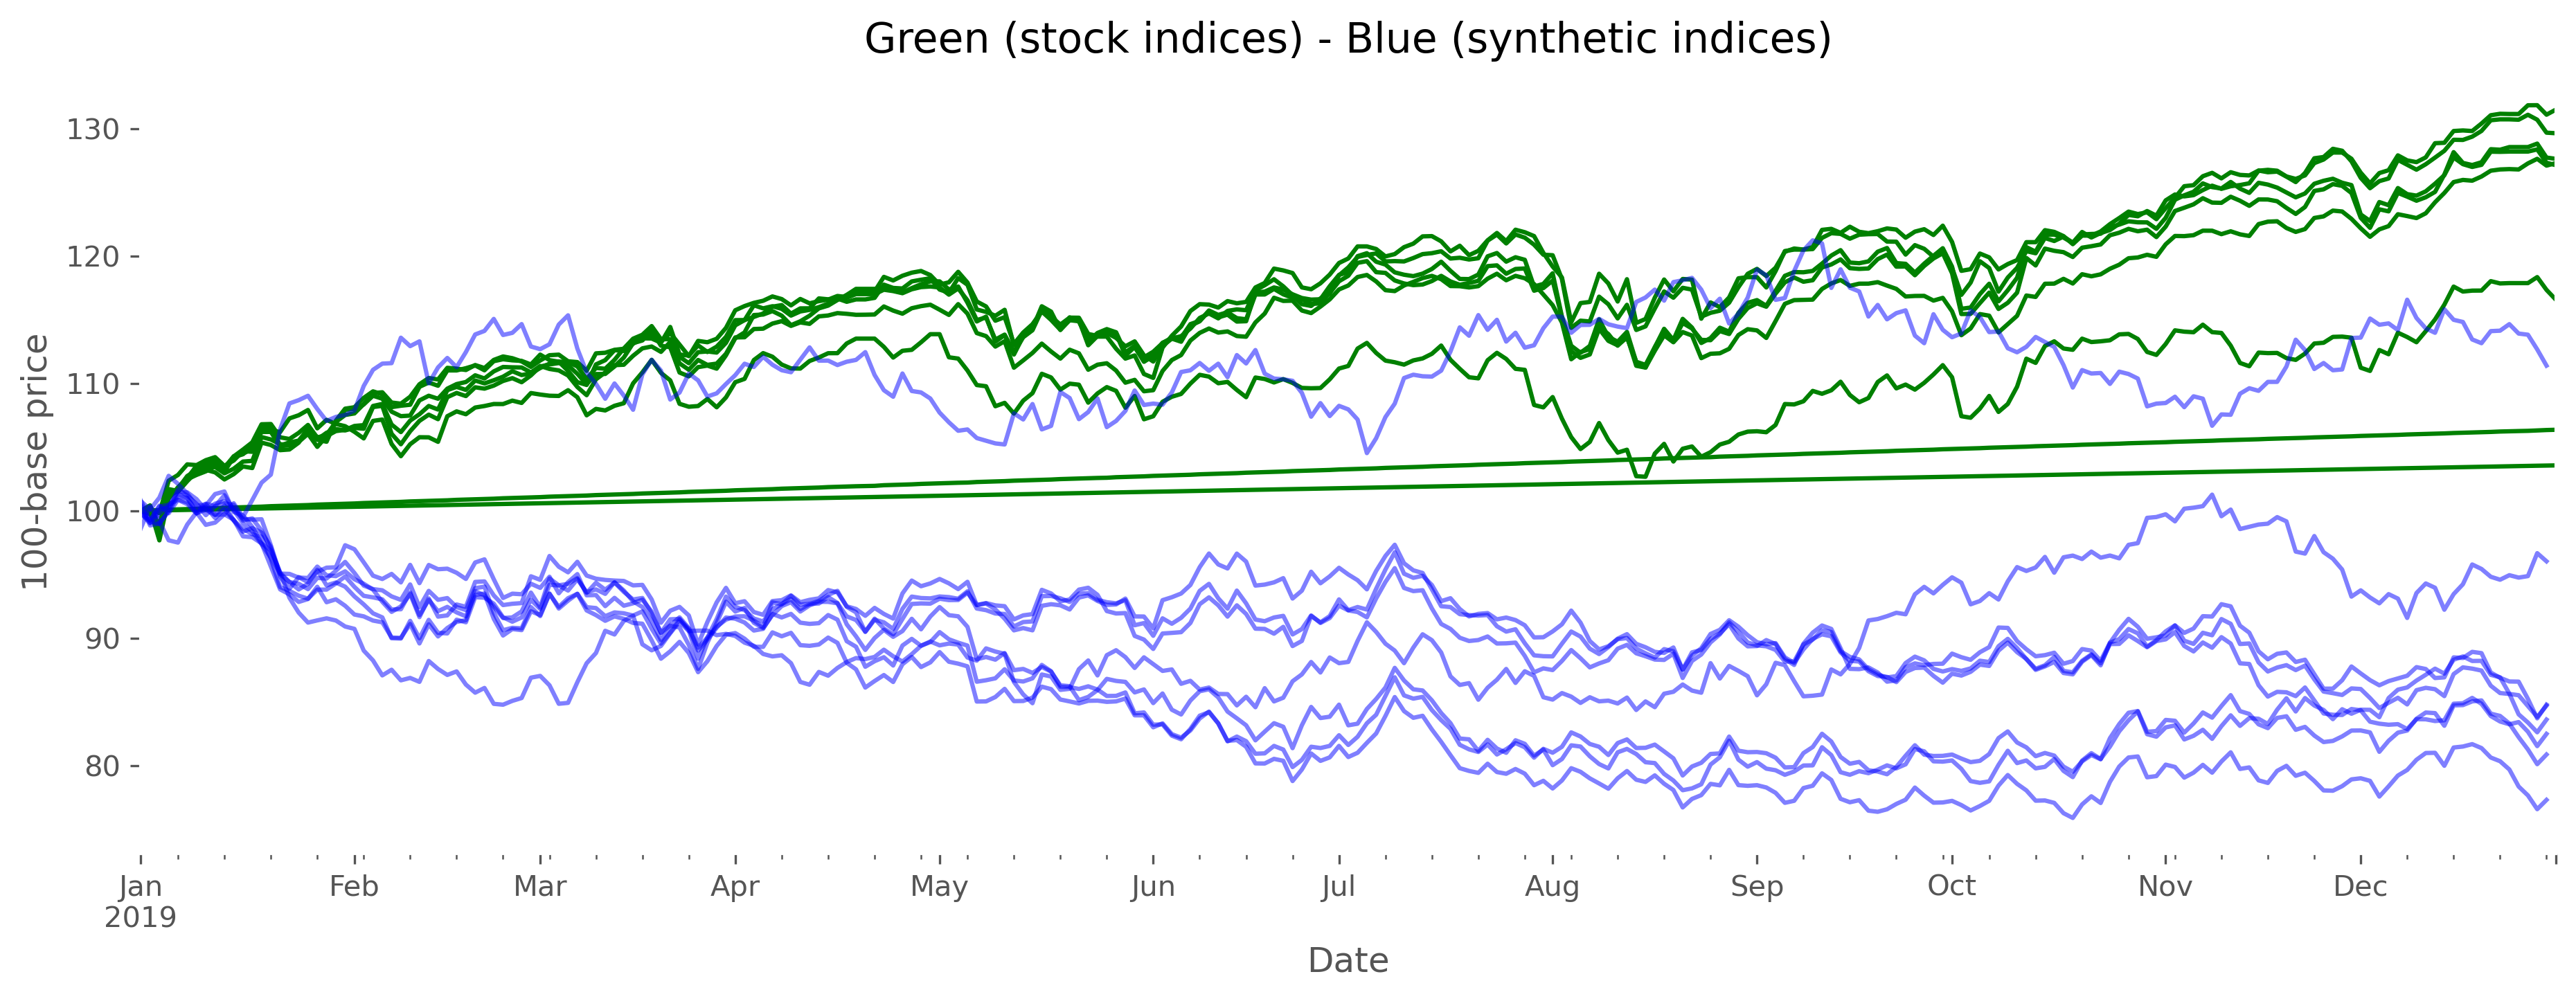 Green (stock indices) - Blue (synthetic indices)
130
120
110
100
90
80
100-base price
Jan Feb Mar Apr May Jun Jul Aug Sep Oct Nov Dec
2019
Date